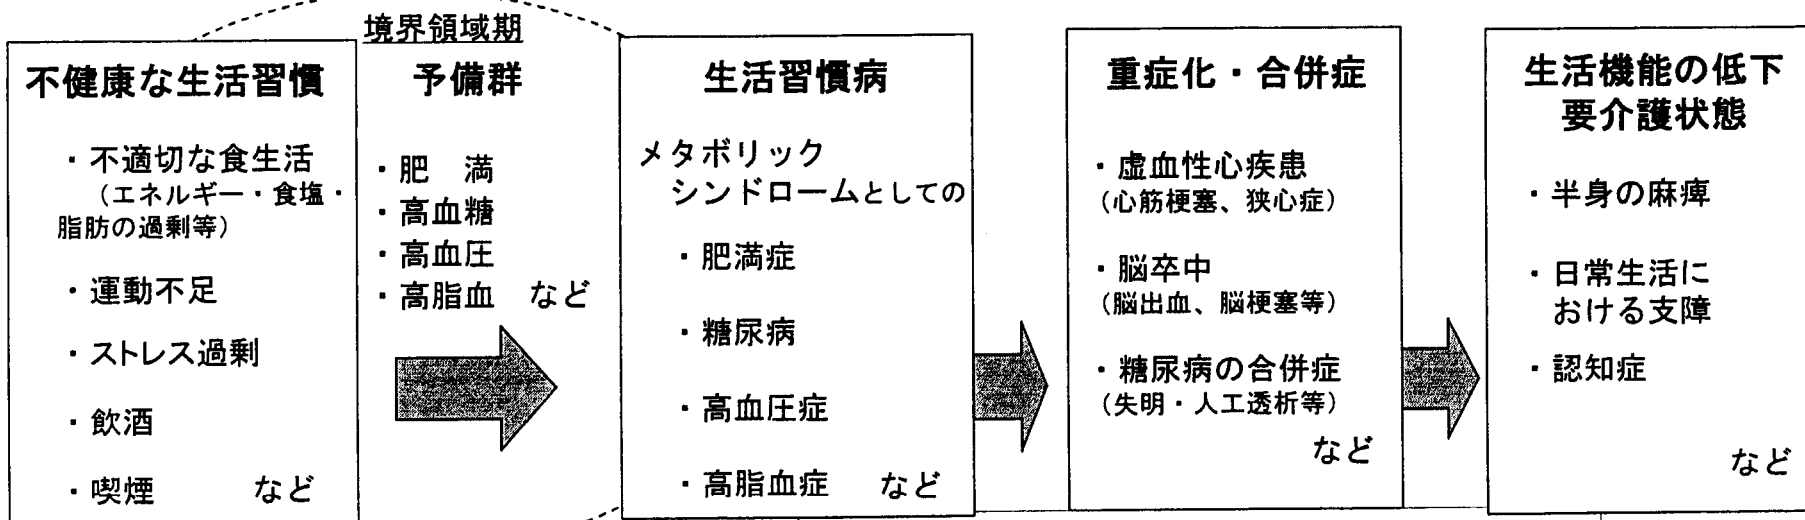 境界領域期
不健康な生活習慣
・不適切な食生活
（エネルギー・食塩・
脂肪の過剰等）
・運動不足
・ストレス過剰
・飲酒
・喫煙　など
予備群
・肥　満
・高血糖
・高血圧
・高脂血　など
生活習慣病
メタボリック
シンドロームとしての
・肥満症
・糖尿病
・高血圧症
・高脂血症　など
重症化・合併症
・虚血性心疾患
（心筋梗塞、狭心症）
・脳卒中
（脳出血、脳梗塞等）
・糖尿病の合併症
（失明・人工透析等）
など
生活機能の低下
要介護状態
・半身の麻痺
・日常生活に
おける支障
・認知症
など